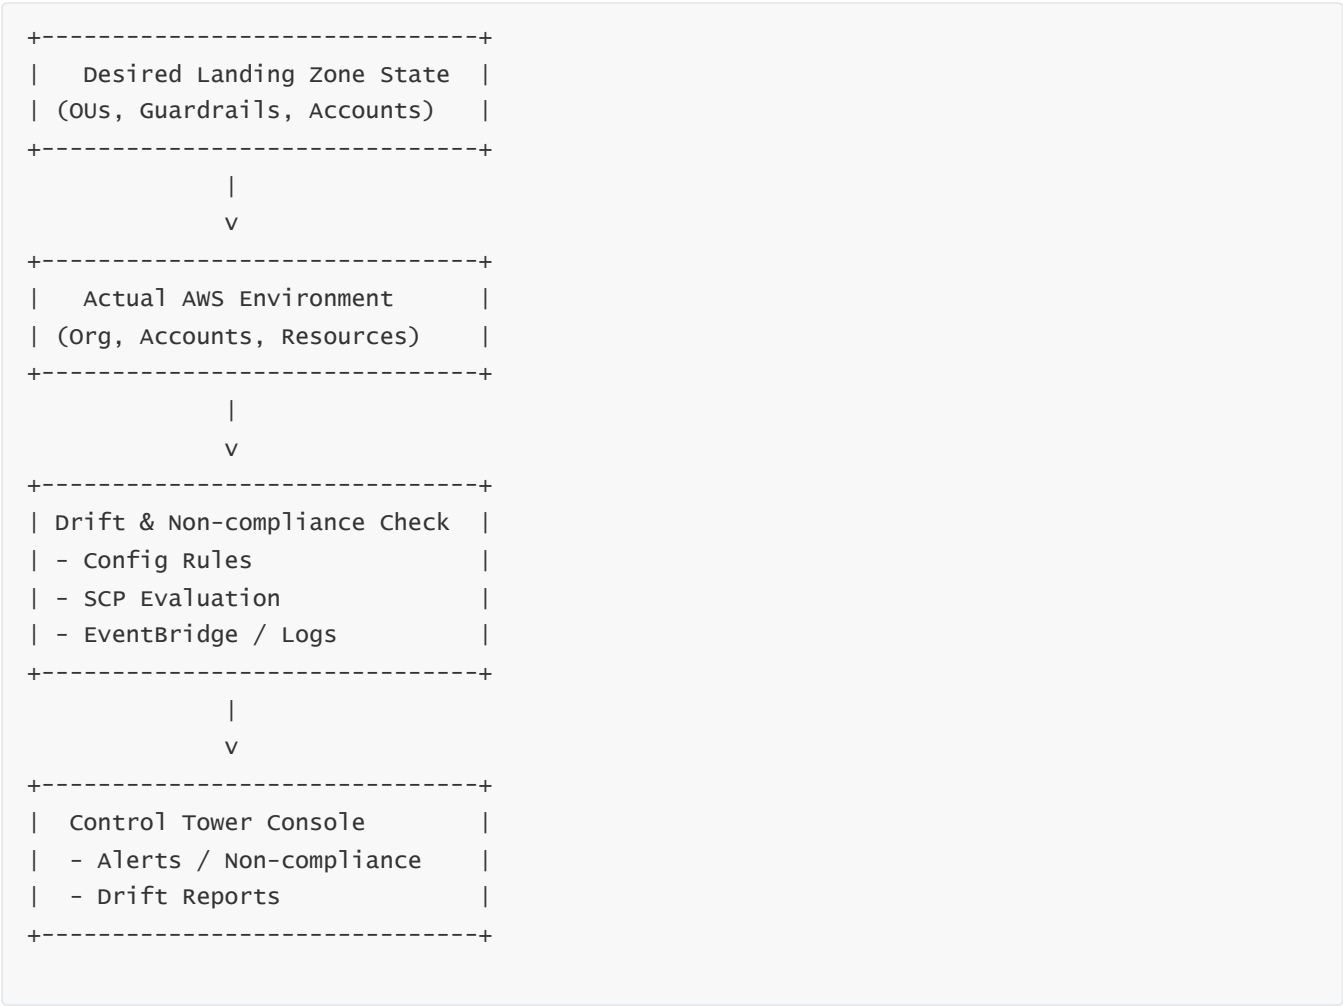 +-------------------------------+
|   Desired Landing Zone State  |
| (OUs, Guardrails, Accounts)   |
+-------------------------------+
              |
              v
+-------------------------------+
|   Actual AWS Environment      |
| (Org, Accounts, Resources)    |
+-------------------------------+
              |
              v
+-------------------------------+
| Drift & Non-compliance Check  |
| - Config Rules                |
| - SCP Evaluation              |
| - EventBridge / Logs          |
+-------------------------------+
              |
              v
+-------------------------------+
|  Control Tower Console        |
|  - Alerts / Non-compliance    |
|  - Drift Reports              |
+-------------------------------+